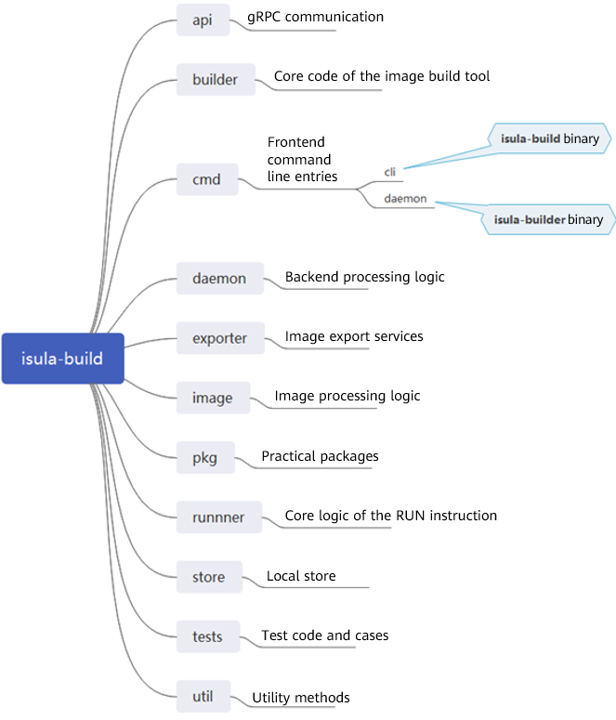 api
gRPC communication
builder
Core code of the image build tool
cmd
Frontend
command
line entries
cli
isula-build binary
daemon
isula-builder binary
daemon
Backend processing logic
exporter
Image export services
isula-build
image
Image processing logic
pkg
Practical packages
runnner
Core logic of the RUN instruction
store
Local store
tests
Test code and cases
util
Utility methods